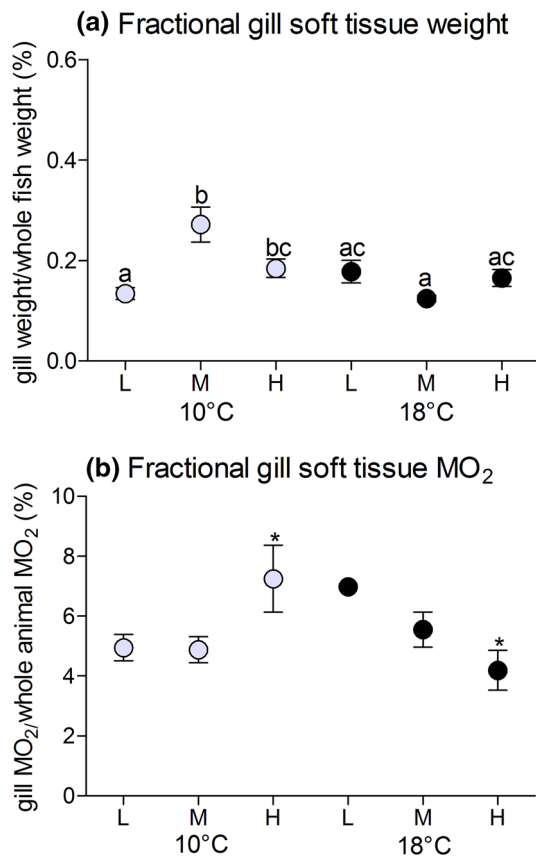 (a) Fractional gill soft tissue weight
gill weight/whole fish weight (%)
0.6
0.4
0.2
0.0
a
b
bc
ac
a
ac
L M H L M H
10°C 18°C
(b) Fractional gill soft tissue MO₂
gill MO₂/whole animal MO₂ (%)
10
8
6
4
2
0
*
*
L M H L M H
10°C 18°C